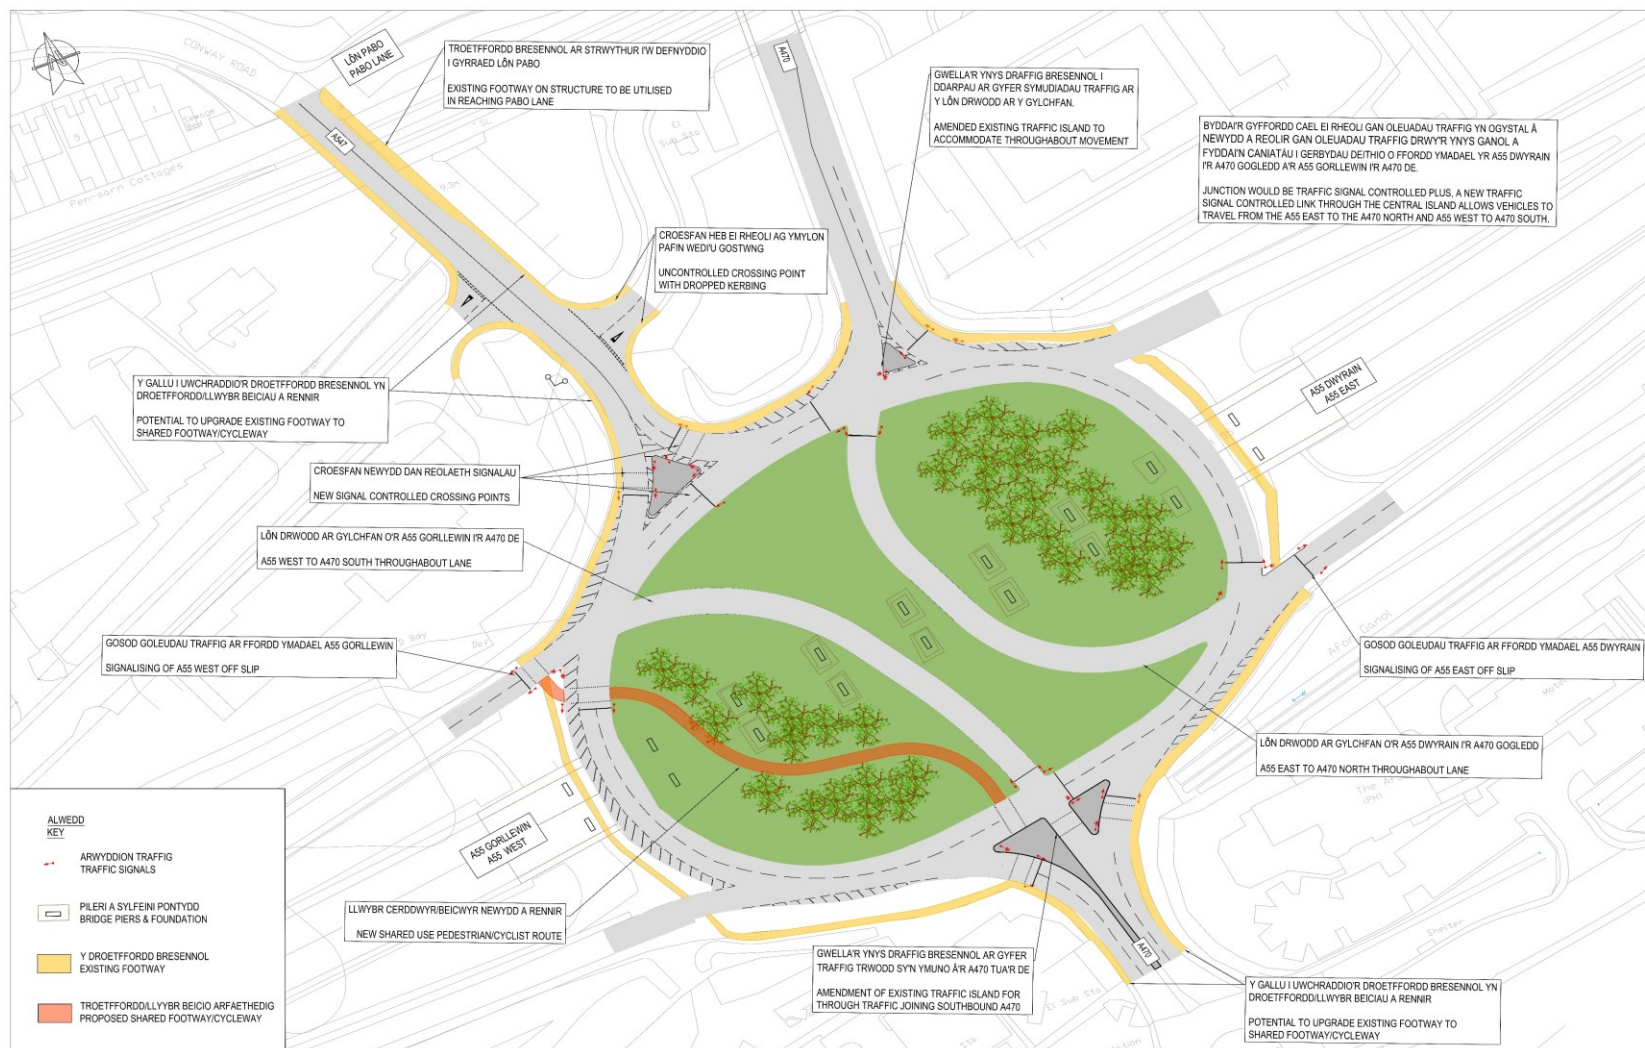 CONWAY ROAD
LÔN PABO
PABO LANE
A547
A470
TROETFFORDD BRESENNOL AR STRWYTHUR I'W DEFNYDDIO
I GYRRAED LÔN PABO
EXISTING FOOTWAY ON STRUCTURE TO BE UTILISED
IN REACHING PABO LANE
GWELLA'R YNYS DRAFFIG BRESENNOL I
DDARPAU AR GYFER SYMUDIADAU TRAFFIG AR
Y LÔN DRWODD AR Y GYLCHFAN.
AMENDED EXISTING TRAFFIC ISLAND TO
ACCOMMODATE THROUGHABOUT MOVEMENT
BYDDAI'R GYFFORDD CAEL EI RHEOLI GAN OLEUADAU TRAFFIG YN OGYSTAL Â
NEWYDD A REOLIR GAN OLEUADAU TRAFFIG DRWY'R YNYS GANOL A
FYDDAI'N CANIATÁU I GERBYDAU DEITHIO O FFORDD YMADAEL YR A55 DWYRAIN
I'R A470 GOGLEDD A'R A55 GORLLEWIN I'R A470 DE.
JUNCTION WOULD BE TRAFFIC SIGNAL CONTROLLED PLUS, A NEW TRAFFIC
SIGNAL CONTROLLED LINK THROUGH THE CENTRAL ISLAND ALLOWS VEHICLES TO
TRAVEL FROM THE A55 EAST TO THE A470 NORTH AND A55 WEST TO A470 SOUTH.
1
5
El
Sub Sta
9.3m
Pen-sarn Cottages
CROESFAN HEB EI RHEOLI AG YMYLON
PAFIN WEDI'U GOSTWNG
UNCONTROLLED CROSSING POINT
WITH DROPPED KERBING
Y GALLU I UWCHRADDIO'R DROETFFORDD BRESENNOL YN
DROETFFORDD/LLWYBR BEICIAU A RENNIR
POTENTIAL TO UPGRADE EXISTING FOOTWAY TO
SHARED FOOTWAY/CYCLEWAY
A55 DWYRAIN
A55 EAST
CROESFAN NEWYDD DAN REOLAETH SIGNALAU
NEW SIGNAL CONTROLLED CROSSING POINTS
LÔN DRWODD AR GYLCHFAN O'R A55 GORLLEWIN I'R A470 DE
A55 WEST TO A470 SOUTH THROUGHABOUT LANE
GOSOD GOLEUDAU TRAFFIG AR FFORDD YMADAEL A55 GORLLEWIN
SIGNALISING OF A55 WEST OFF SLIP
Afon Ganol
GOSOD GOLEUDAU TRAFFIG AR FFORDD YMADAEL A55 DWYRAIN
SIGNALISING OF A55 EAST OFF SLIP
LÔN DRWODD AR GYLCHFAN O'R A55 DWYRAIN I'R A470 GOGLEDD
A55 EAST TO A470 NORTH THROUGHABOUT LANE
(PH)
A55 GORLLEWIN
A55 WEST
LLWYBR CERDDWYR/BEICWYR NEWYDD A RENNIR
NEW SHARED USE PEDESTRIAN/CYCLIST ROUTE
Shelter
A470
GWELLA'R YNYS DRAFFIG BRESENNOL AR GYFER
TRAFFIG TRWODD SY'N YMUNO Â'R A470 TUA'R DE
AMENDMENT OF EXISTING TRAFFIC ISLAND FOR
THROUGH TRAFFIC JOINING SOUTHBOUND A470
El Sub Sta
Y GALLU I UWCHRADDIO'R DROETFFORDD BRESENNOL YN
DROETFFORDD/LLWYBR BEICIAU A RENNIR
POTENTIAL TO UPGRADE EXISTING FOOTWAY TO
SHARED FOOTWAY/CYCLEWAY
ALWEDD
KEY
ARWYDDION TRAFFIG
TRAFFIC SIGNALS
PILERI A SYLFEINI PONTYDD
BRIDGE PIERS & FOUNDATION
Y DROETFFORDD BRESENNOL
EXISTING FOOTWAY
TROETFFORDD/LLYYBR BEICIO ARFAETHEDIG
PROPOSED SHARED FOOTWAY/CYCLEWAY